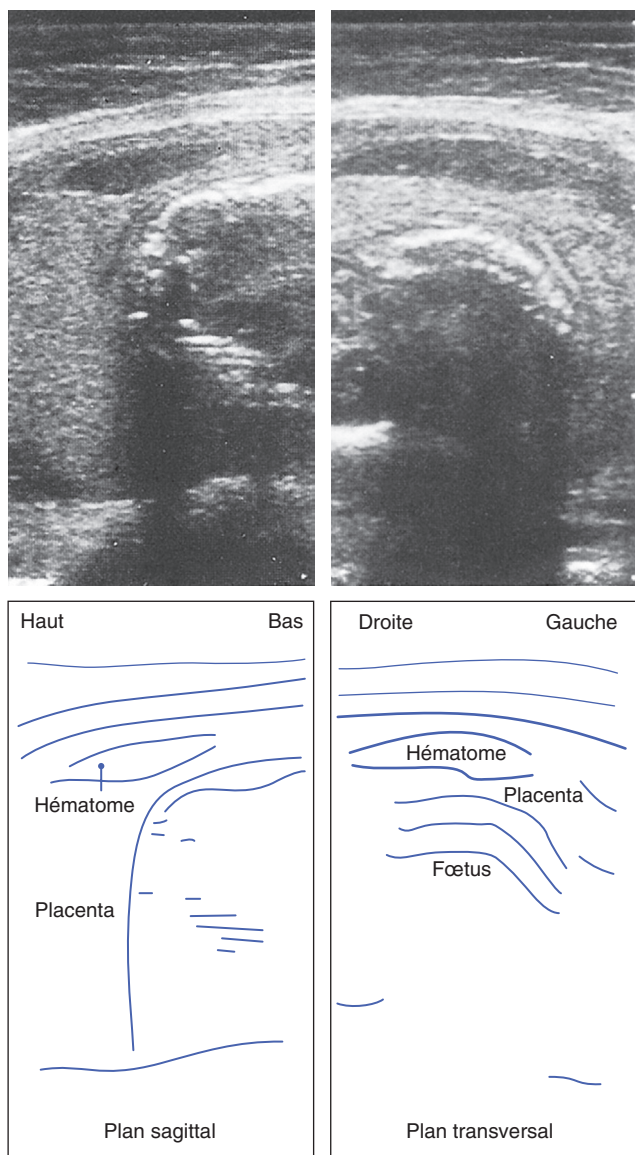 Haut Bas
Hématome
Placenta
Plan sagittal
Droite Gauche
Hématome
Placenta
Fœtus
Plan transversal